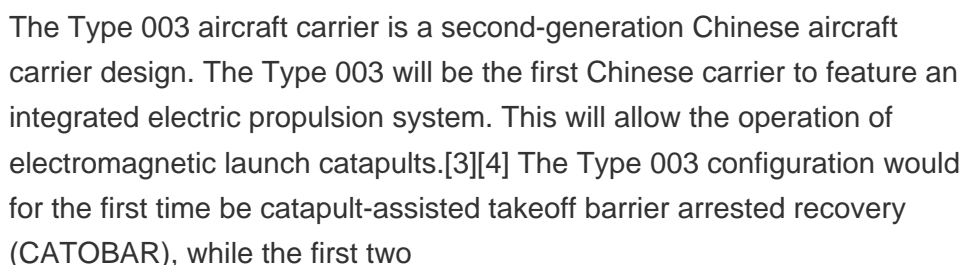 The Type 003 aircraft carrier is a second-generation Chinese aircraft
carrier design. The Type 003 will be the first Chinese carrier to feature an
integrated electric propulsion system. This will allow the operation of
electromagnetic launch catapults.[3][4] The Type 003 configuration would
for the first time be catapult-assisted takeoff barrier arrested recovery
(CATOBAR), while the first two